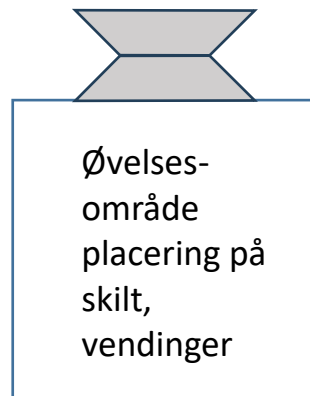 Øvelses-
område
placering på
skilt,
vendinger